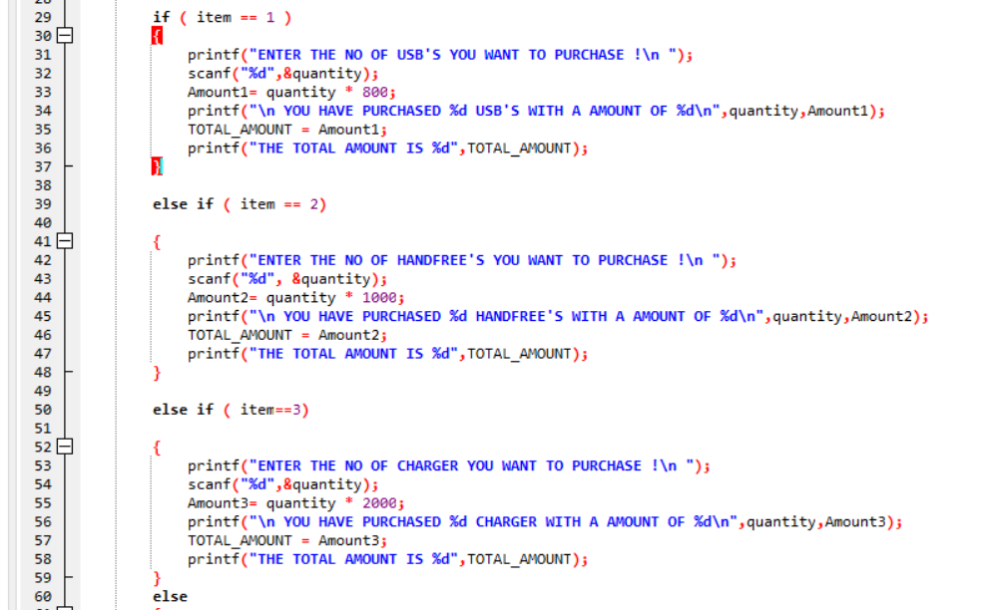 29 if ( item == 1 )
30 {
31 printf("ENTER THE NO OF USB'S YOU WANT TO PURCHASE !\n ");
32 scanf("%d",&quantity);
33 Amount1= quantity * 800;
34 printf("\n YOU HAVE PURCHASED %d USB'S WITH A AMOUNT OF %d\n",quantity,Amount1);
35 TOTAL_AMOUNT = Amount1;
36 printf("THE TOTAL AMOUNT IS %d",TOTAL_AMOUNT);
37 }
38
39 else if ( item == 2)
40
41 {
42 printf("ENTER THE NO OF HANDFREE'S YOU WANT TO PURCHASE !\n ");
43 scanf("%d", &quantity);
44 Amount2= quantity * 1000;
45 printf("\n YOU HAVE PURCHASED %d HANDFREE'S WITH A AMOUNT OF %d\n",quantity,Amount2);
46 TOTAL_AMOUNT = Amount2;
47 printf("THE TOTAL AMOUNT IS %d",TOTAL_AMOUNT);
48 }
49
50 else if ( item==3)
51
52 {
53 printf("ENTER THE NO OF CHARGER YOU WANT TO PURCHASE !\n ");
54 scanf("%d",&quantity);
55 Amount3= quantity * 2000;
56 printf("\n YOU HAVE PURCHASED %d CHARGER WITH A AMOUNT OF %d\n",quantity,Amount3);
57 TOTAL_AMOUNT = Amount3;
58 printf("THE TOTAL AMOUNT IS %d",TOTAL_AMOUNT);
59 }
60 else